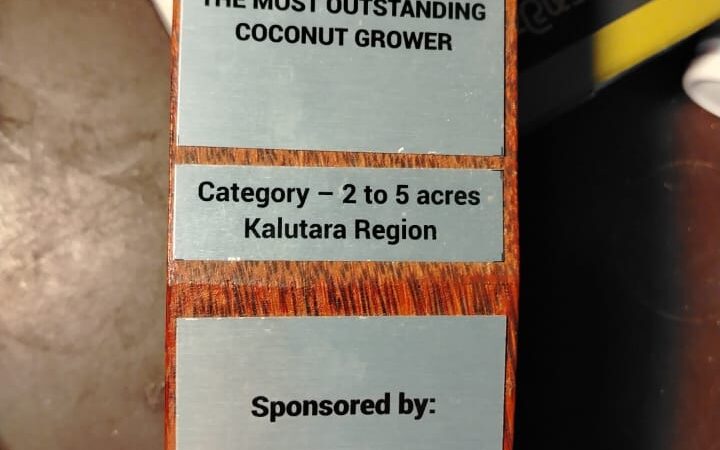 THE MOST OUTSTANDING
COCONUT GROWER
Category – 2 to 5 acres
Kalutara Region
Sponsored by: